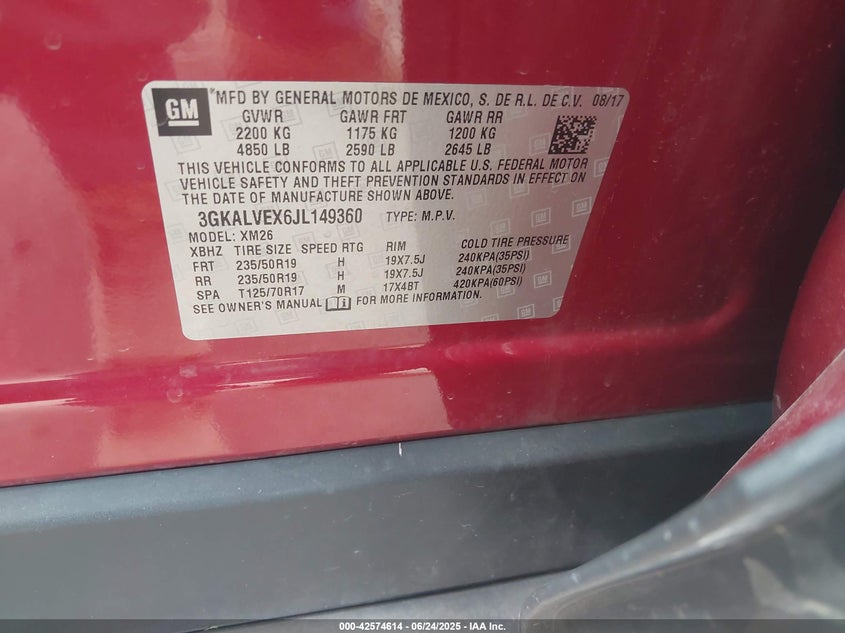 GM
*MFD BY GENERAL MOTORS DE MEXICO, S. DE R.L. DE C.V. 08/17
GVWR GAWR FRT GAWR RR
2200 KG 1175 KG 1200 KG
4850 LB 2590 LB 2645 LB
THIS VEHICLE CONFORMS TO ALL APPLICABLE U.S. FEDERAL MOTOR
VEHICLE SAFETY AND THEFT PREVENTION STANDARDS IN EFFECT ON
THE DATE OF MANUFACTURE SHOWN ABOVE.
3GKALVEX6JL149360 TYPE: M.P.V.
MODEL: XM26
XBHZ TIRE SIZE SPEED RTG RIM COLD TIRE PRESSURE
FRT 235/50R19 H 19X7.5J 240KPA(35PSI)
RR 235/50R19 H 19X7.5J 240KPA(35PSI)
SPA T125/70R17 M 17X4BT 420KPA(60PSI)
SEE OWNER'S MANUAL FOR MORE INFORMATION.
000-42574614 - 06/24/2025 - IAA Inc.